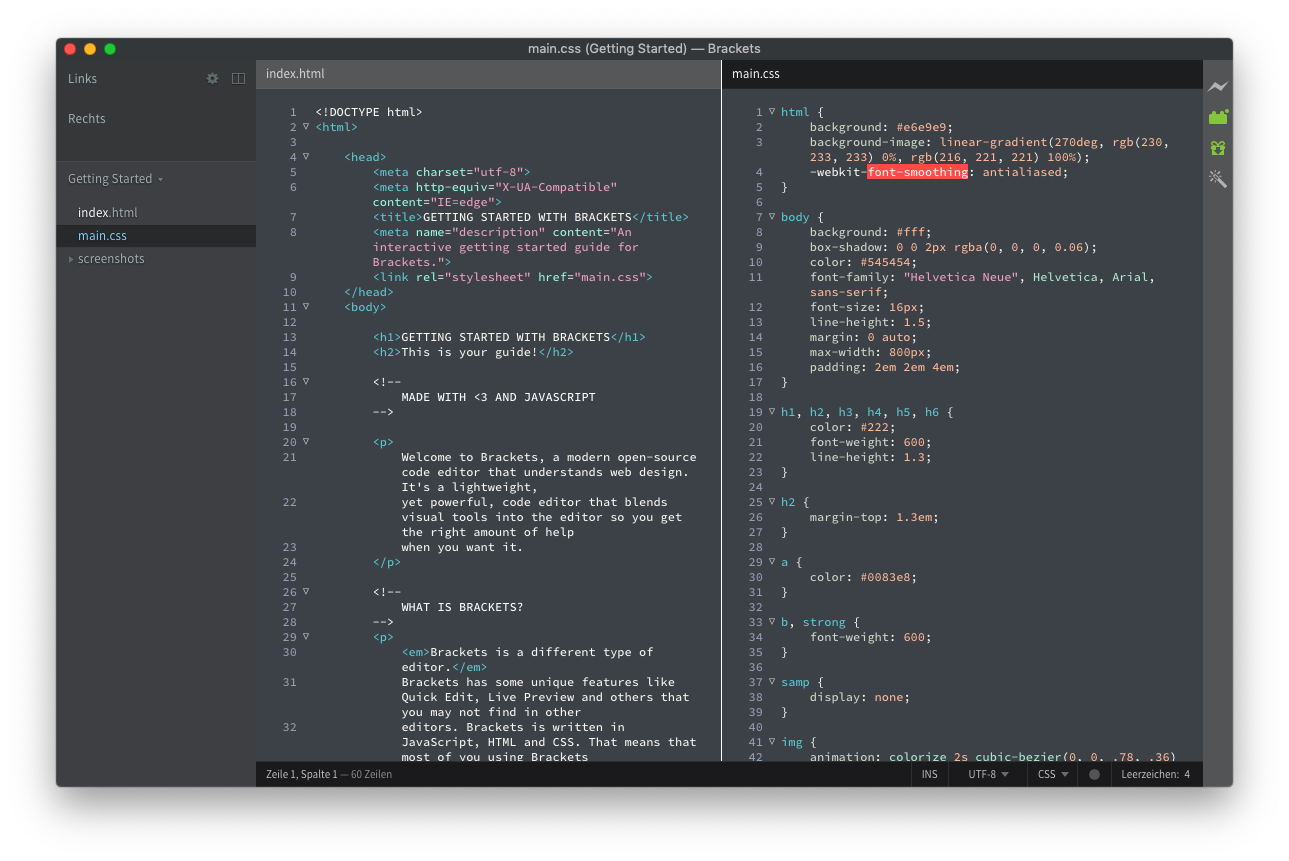 main.css (Getting Started) — Brackets
Links
Rechts
Getting Started
index.html
main.css
screenshots
index.html
1 <!DOCTYPE html>
2 <html>
3
4 <head>
5 <meta charset="utf-8">
6 <meta http-equiv="X-UA-Compatible"
content="IE=edge">
7 <title>GETTING STARTED WITH BRACKETS</title>
8 <meta name="description" content="An
interactive getting started guide for
Brackets.">
9 <link rel="stylesheet" href="main.css">
10 </head>
11 <body>
12
13 <h1>GETTING STARTED WITH BRACKETS</h1>
14 <h2>This is your guide!</h2>
15
16 <!--
17 MADE WITH <3 AND JAVASCRIPT
18 -->
19
20 <p>
21 Welcome to Brackets, a modern open-source
code editor that understands web design.
It's a lightweight,
22 yet powerful, code editor that blends
visual tools into the editor so you get
the right amount of help
23 when you want it.
24 </p>
25
26 <!--
27 WHAT IS BRACKETS?
28 -->
29 <p>
30 <em>Brackets is a different type of
editor.</em>
31 Brackets has some unique features like
Quick Edit, Live Preview and others that
you may not find in other
32 editors. Brackets is written in
JavaScript, HTML and CSS. That means that
most of you using Brackets
main.css
1 html {
2 background: #e6e9e9;
3 background-image: linear-gradient(270deg, rgb(230,
233, 233) 0%, rgb(216, 221, 221) 100%);
4 -webkit-font-smoothing: antialiased;
5 }
6
7 body {
8 background: #fff;
9 box-shadow: 0 0 2px rgba(0, 0, 0, 0.06);
10 color: #545454;
11 font-family: "Helvetica Neue", Helvetica, Arial,
sans-serif;
12 font-size: 16px;
13 line-height: 1.5;
14 margin: 0 auto;
15 max-width: 800px;
16 padding: 2em 2em 4em;
17 }
18
19 h1, h2, h3, h4, h5, h6 {
20 color: #222;
21 font-weight: 600;
22 line-height: 1.3;
23 }
24
25 h2 {
26 margin-top: 1.3em;
27 }
28
29 a {
30 color: #0083e8;
31 }
32
33 b, strong {
34 font-weight: 600;
35 }
36
37 samp {
38 display: none;
39 }
40
41 img {
42 animation: colorize 2s cubic-bezier(0, 0, .78, .36)
Zeile 1, Spalte 1 — 60 Zeilen
INS
UTF-8
CSS
Leerzeichen: 4